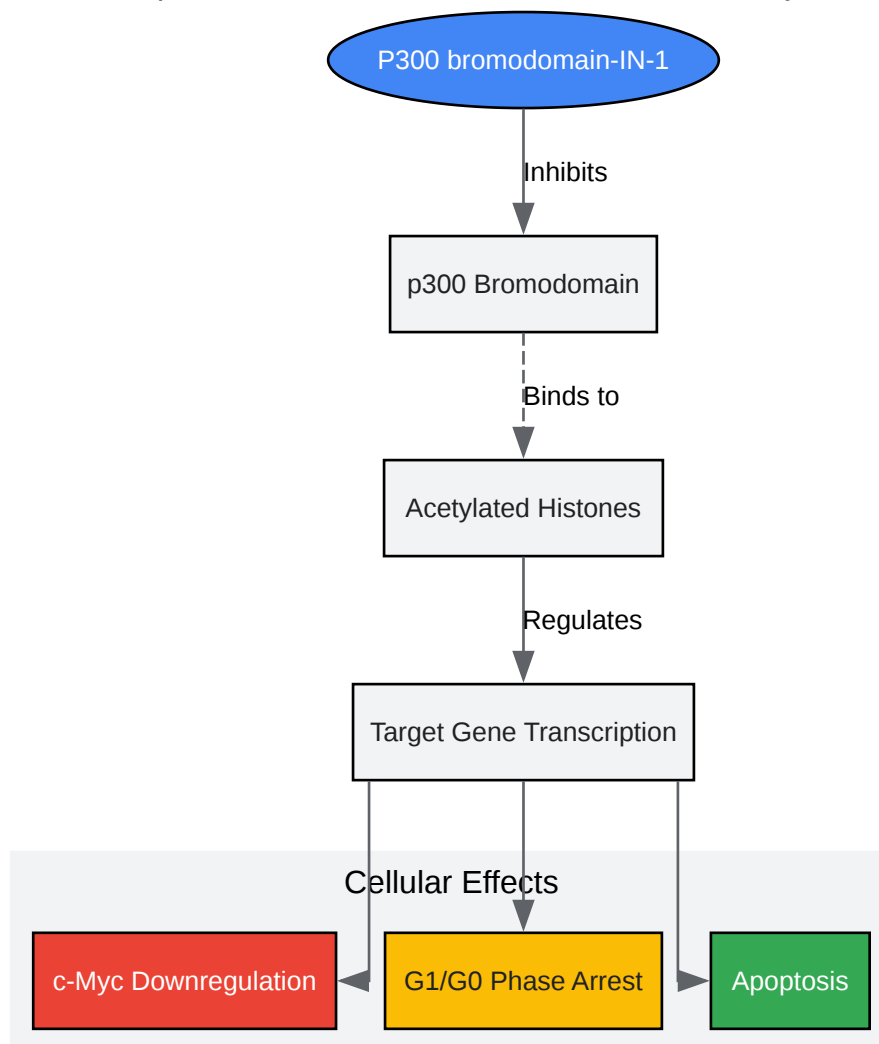 P300 bromodomain-IN-1
Inhibits
p300 Bromodomain
Binds to
Acetylated Histones
Regulates
Target Gene Transcription
Cellular Effects
c-Myc Downregulation
G1/G0 Phase Arrest
Apoptosis